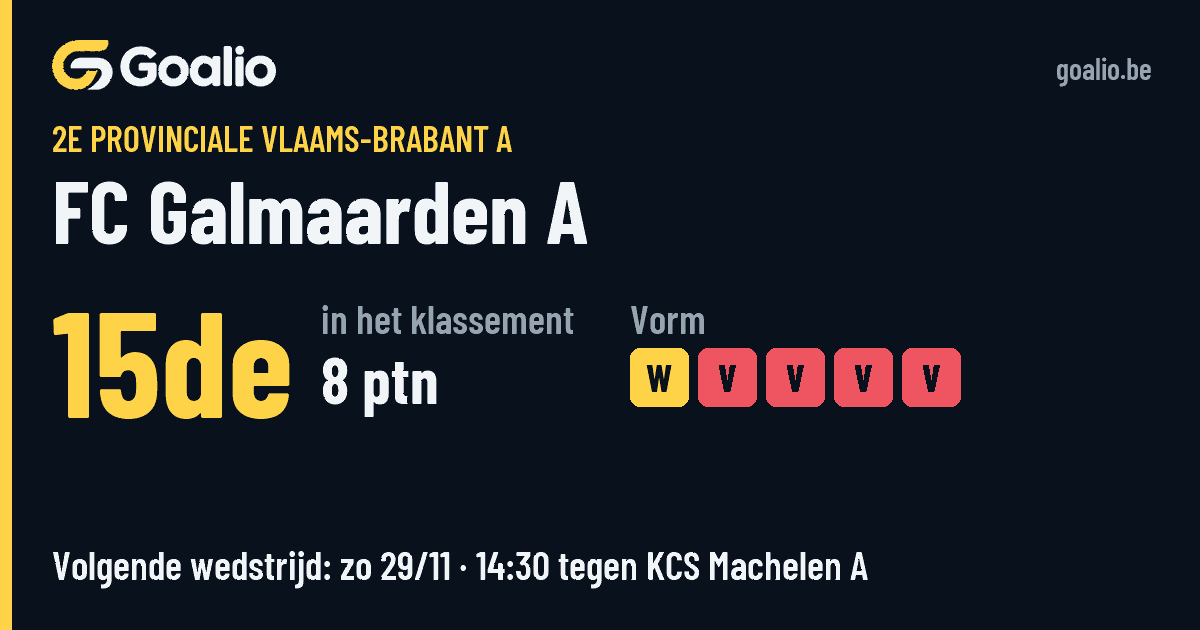 Goalio
goalio.be
2E PROVINCIALE VLAAMS-BRABANT A
FC Galmaarden A
15de
in het klassement
8 ptn
Vorm
W V V V V
Volgende wedstrijd: zo 29/11 · 14:30 tegen KCS Machelen A